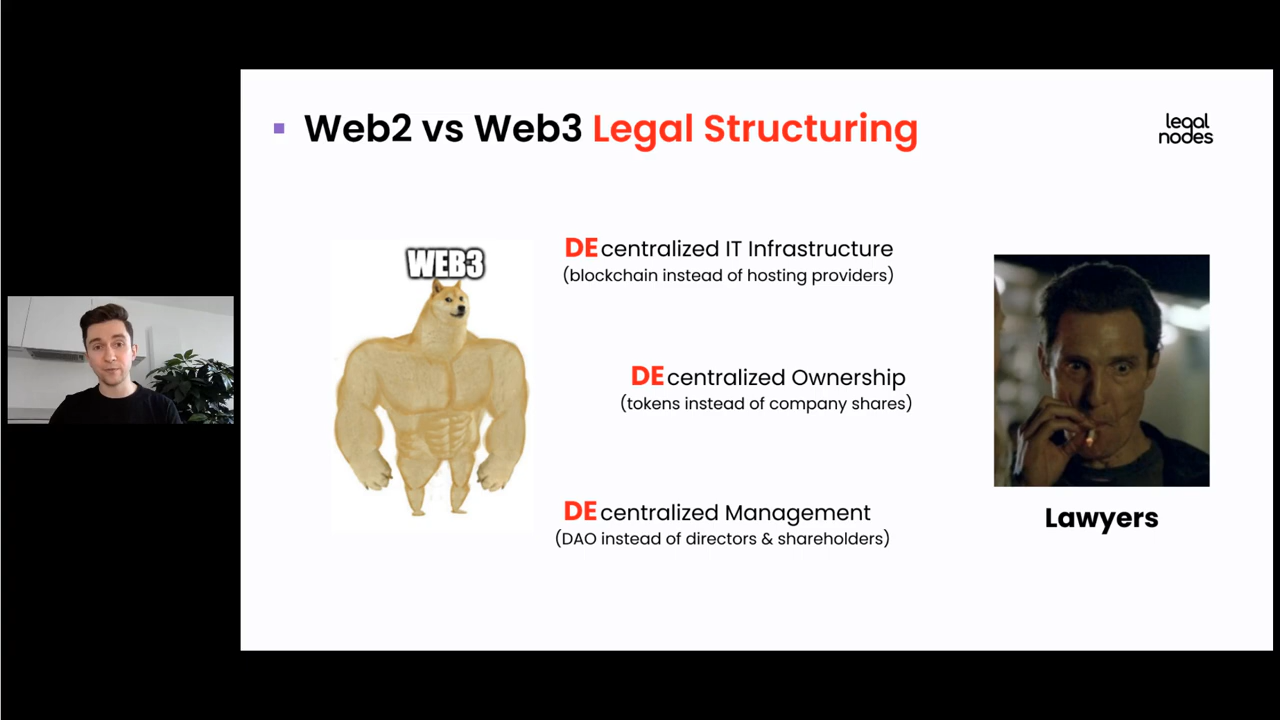 Web2 vs Web3 Legal Structuring
legal
nodes
WEB3
DEcentralized IT Infrastructure
(blockchain instead of hosting providers)
DEcentralized Ownership
(tokens instead of company shares)
DEcentralized Management
(DAO instead of directors & shareholders)
Lawyers